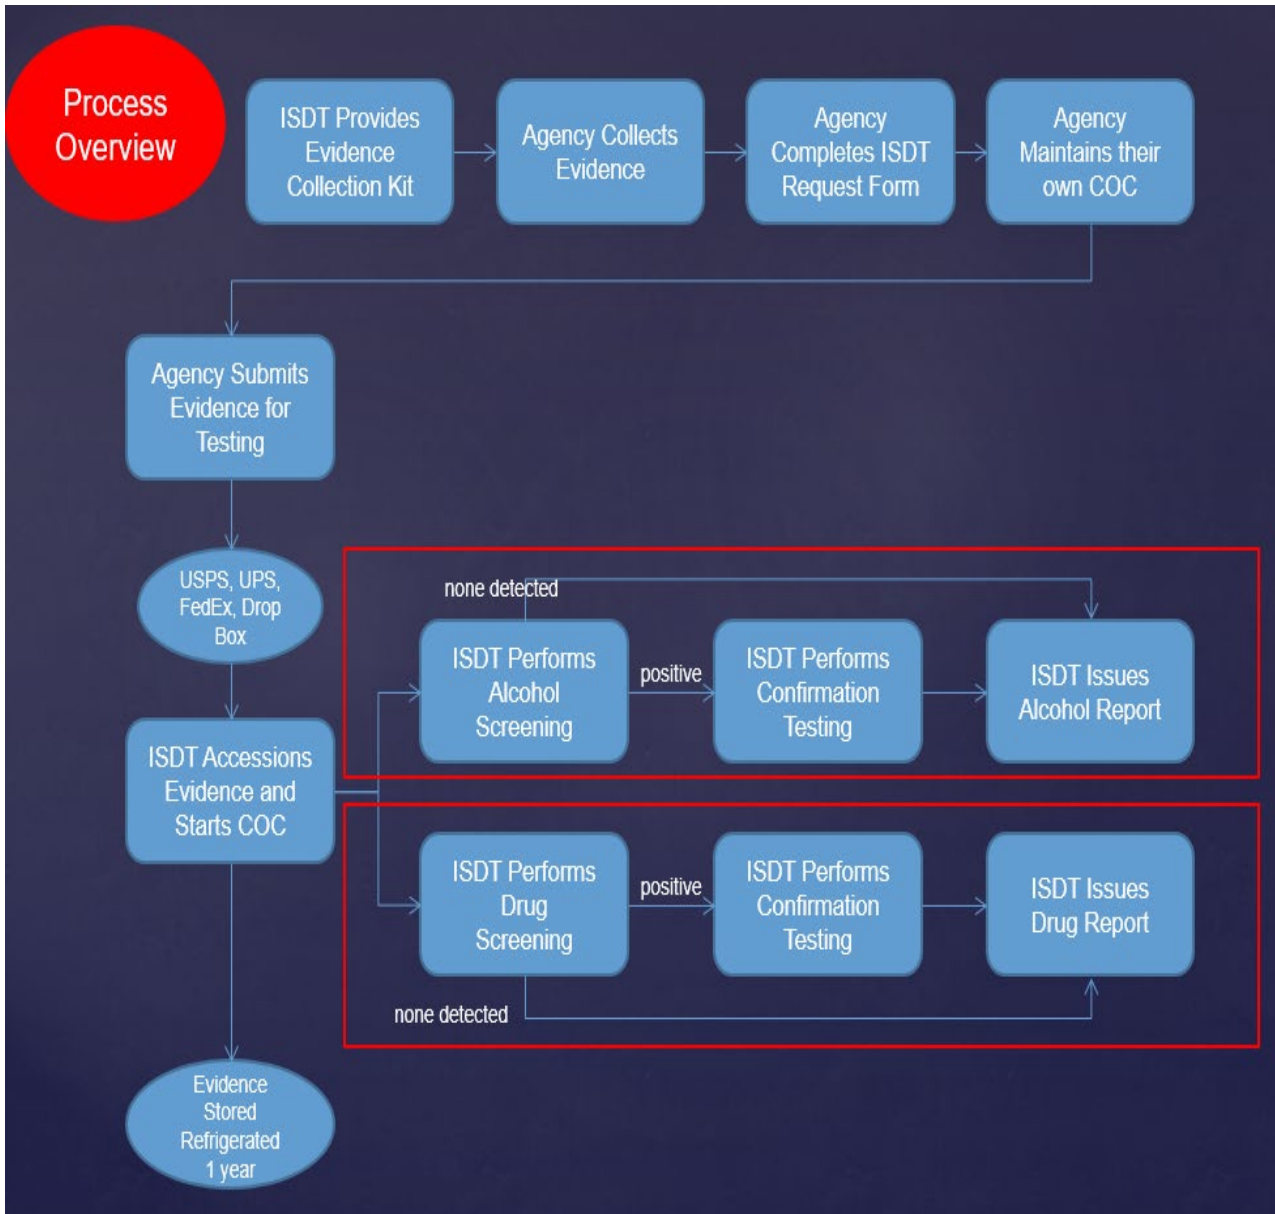 Process
Overview
ISDT Provides
Evidence
Collection Kit
Agency Collects
Evidence
Agency
Completes ISDT
Request Form
Agency
Maintains their
own COC
Agency Submits
Evidence for
Testing
USPS, UPS,
FedEx, Drop
Box
none detected
ISDT Performs
Alcohol
Screening
positive
ISDT Performs
Confirmation
Testing
ISDT Issues
Alcohol Report
ISDT Accessions
Evidence and
Starts COC
ISDT Performs
Drug
Screening
positive
ISDT Performs
Confirmation
Testing
ISDT Issues
Drug Report
none detected
Evidence
Stored
Refrigerated
1 year